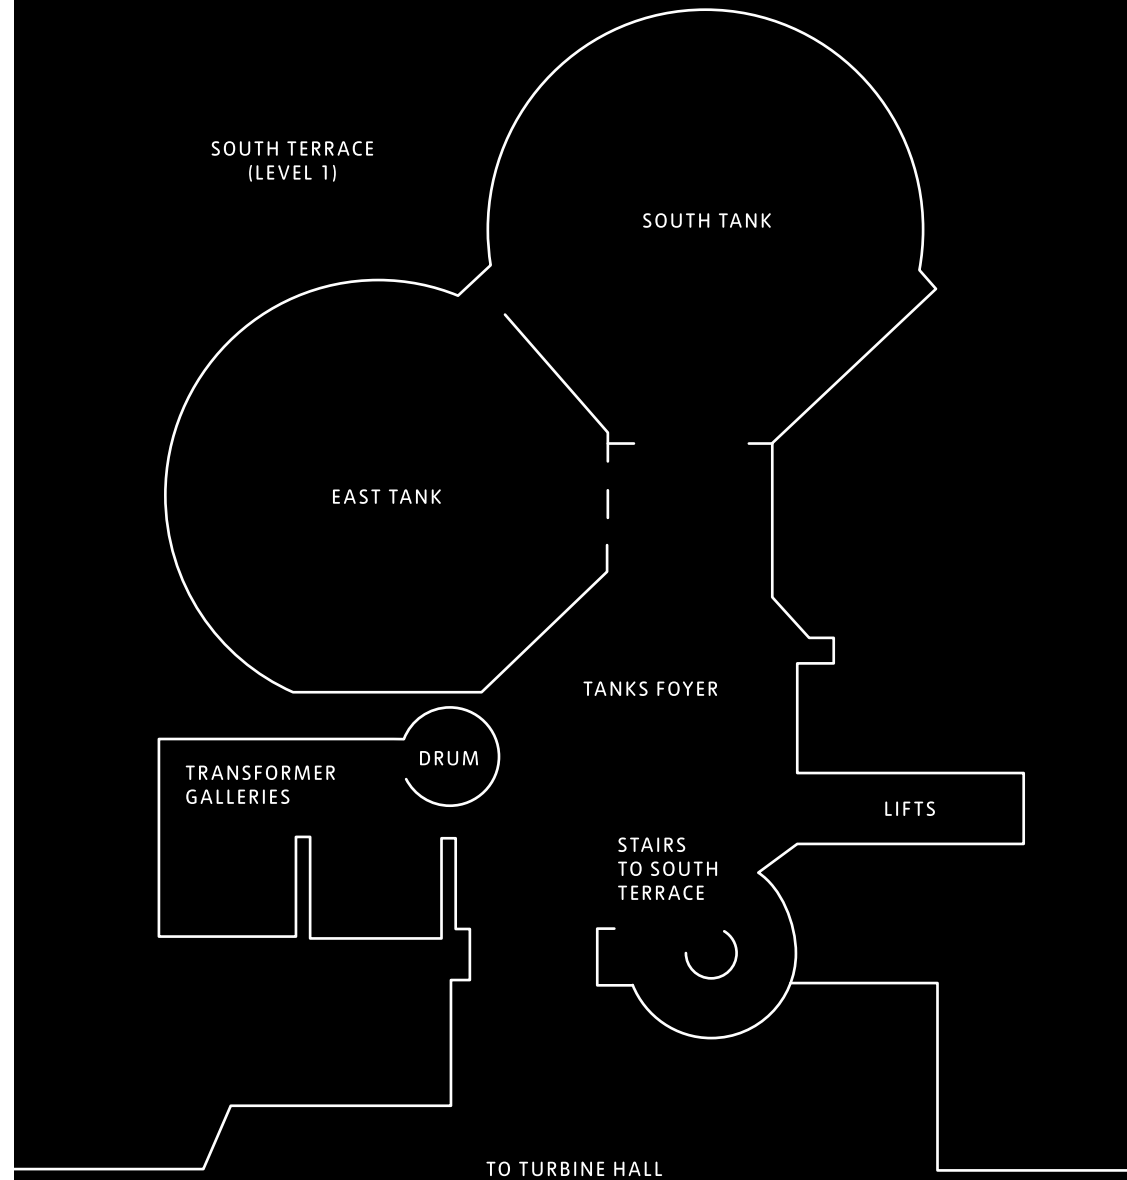 SOUTH TERRACE
(LEVEL 1)
SOUTH TANK
EAST TANK
TANKS FOYER
DRUM
TRANSFORMER
GALLERIES
LIFTS
STAIRS
TO SOUTH
TERRACE
TO TURBINE HALL